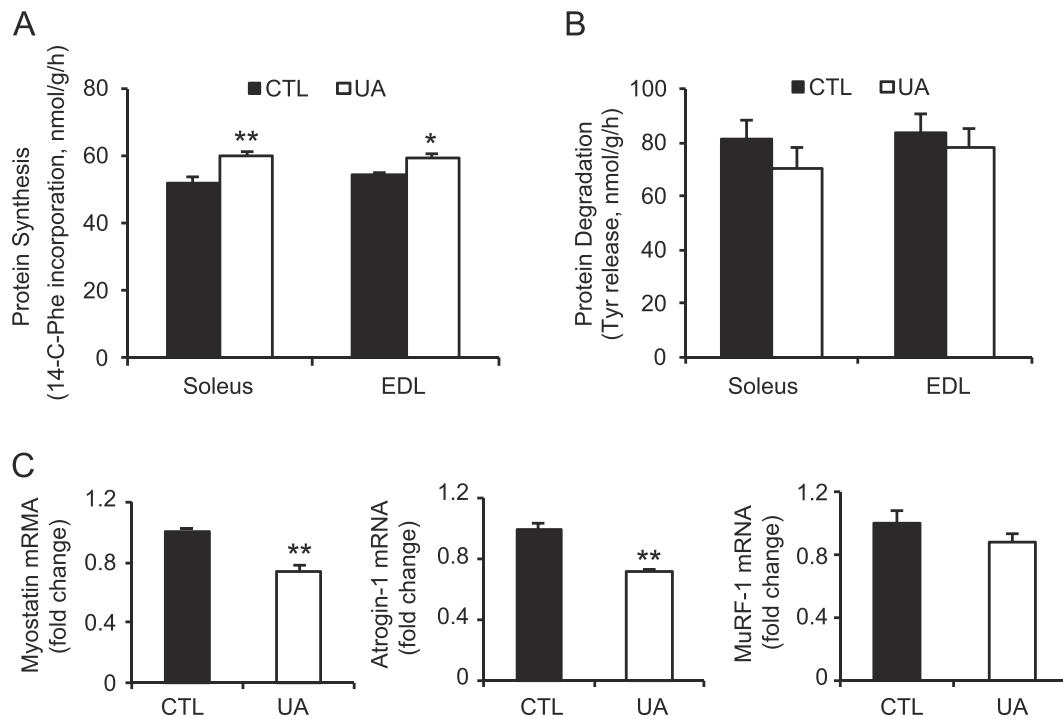 A
Protein Synthesis
(14-C-Phe incorporation, nmol/g/h)
80
60
40
20
0
CTL UA
**
*
Soleus EDL
B
Protein Degradation
(Tyr release, nmol/g/h)
100
80
60
40
20
0
CTL UA
Soleus EDL
C
Myostatin mRMA
(fold change)
1.2
0.8
0.4
0
**
CTL UA
Atrogin-1 mRNA
(fold change)
1.2
0.8
0.4
0
**
CTL UA
MuRF-1 mRNA
(fold change)
1.2
0.8
0.4
0
CTL UA